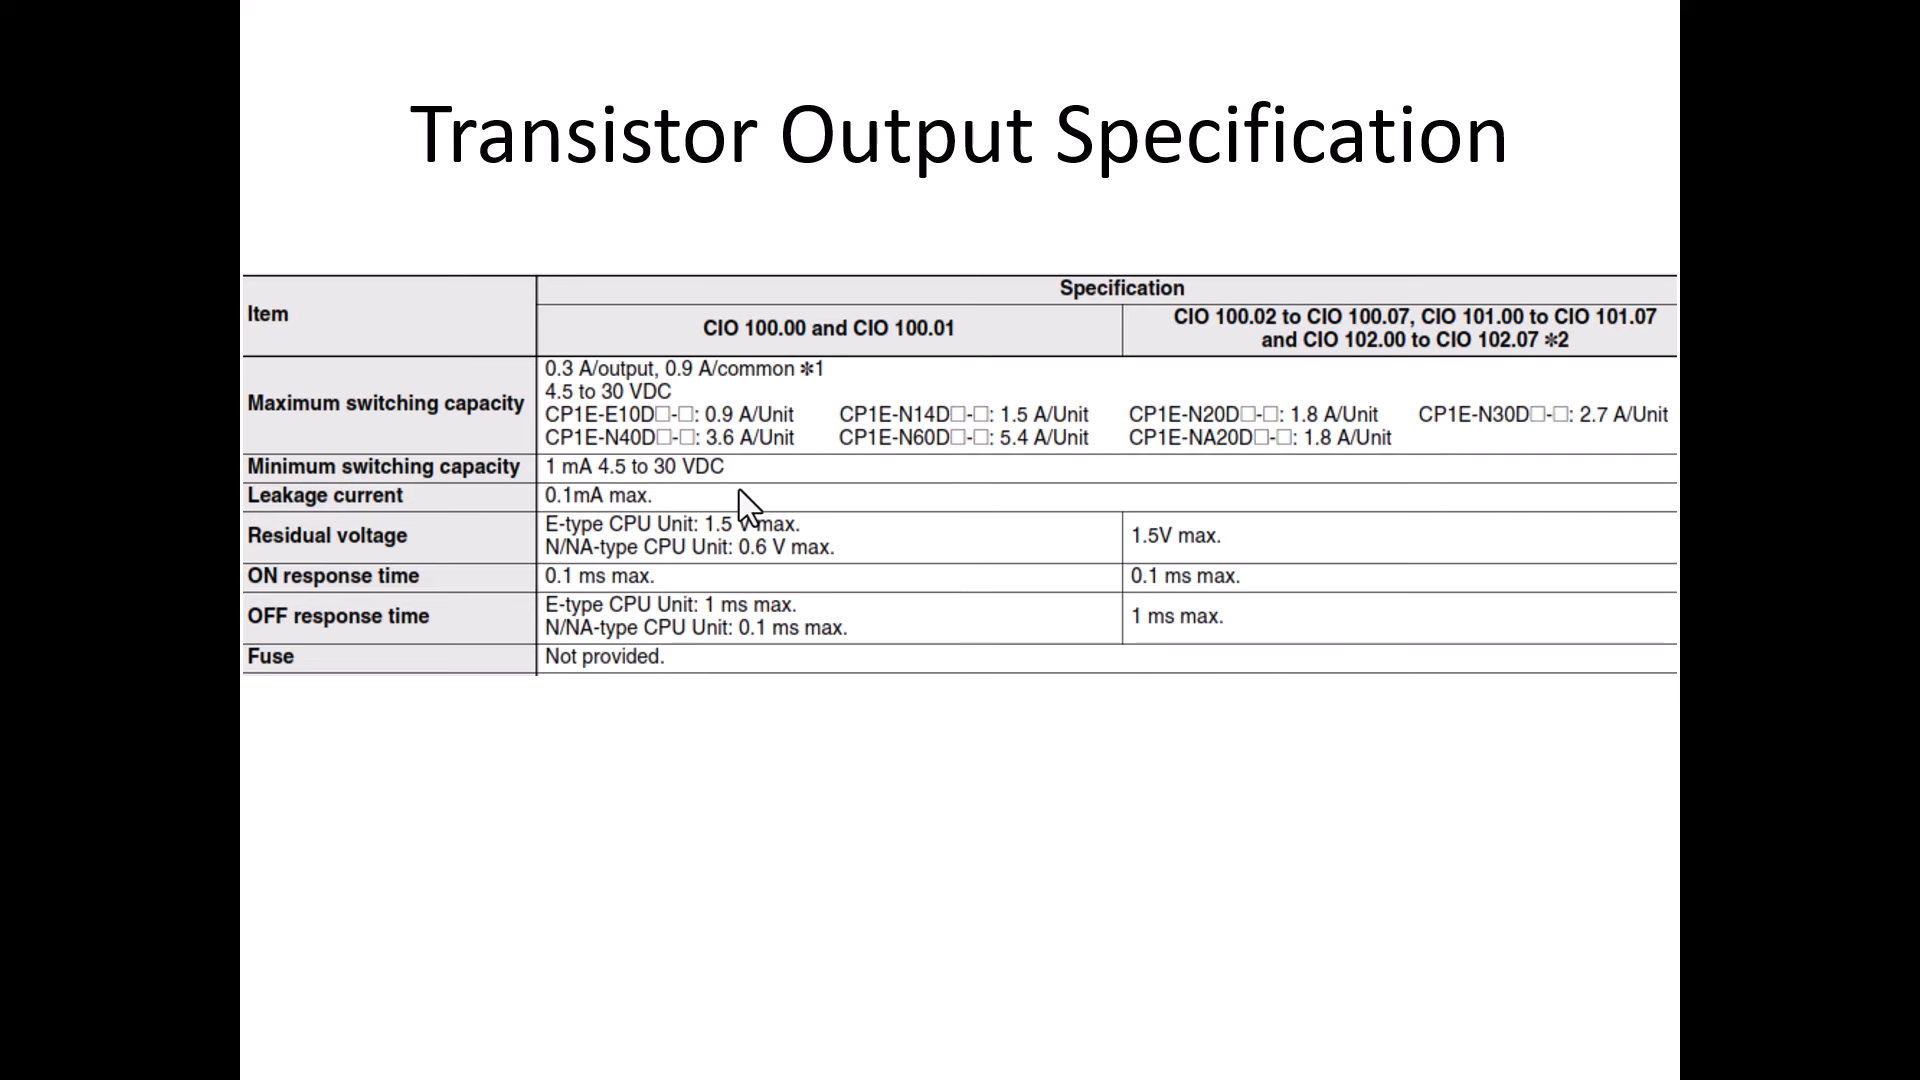 Transistor Output Specification
Item
Specification
CIO 100.00 and CIO 100.01
CIO 100.02 to CIO 100.07, CIO 101.00 to CIO 101.07
and CIO 102.00 to CIO 102.07 ✻2
Maximum switching capacity
0.3 A/output, 0.9 A/common ✻1
4.5 to 30 VDC
CP1E-E10D□-□: 0.9 A/Unit CP1E-N14D□-□: 1.5 A/Unit CP1E-N20D□-□: 1.8 A/Unit CP1E-N30D□-□: 2.7 A/Unit
CP1E-N40D□-□: 3.6 A/Unit CP1E-N60D□-□: 5.4 A/Unit CP1E-NA20D□-□: 1.8 A/Unit
Minimum switching capacity
1 mA 4.5 to 30 VDC
Leakage current
0.1mA max.
Residual voltage
E-type CPU Unit: 1.5 V max.
N/NA-type CPU Unit: 0.6 V max.
1.5V max.
ON response time
0.1 ms max.
0.1 ms max.
OFF response time
E-type CPU Unit: 1 ms max.
N/NA-type CPU Unit: 0.1 ms max.
1 ms max.
Fuse
Not provided.